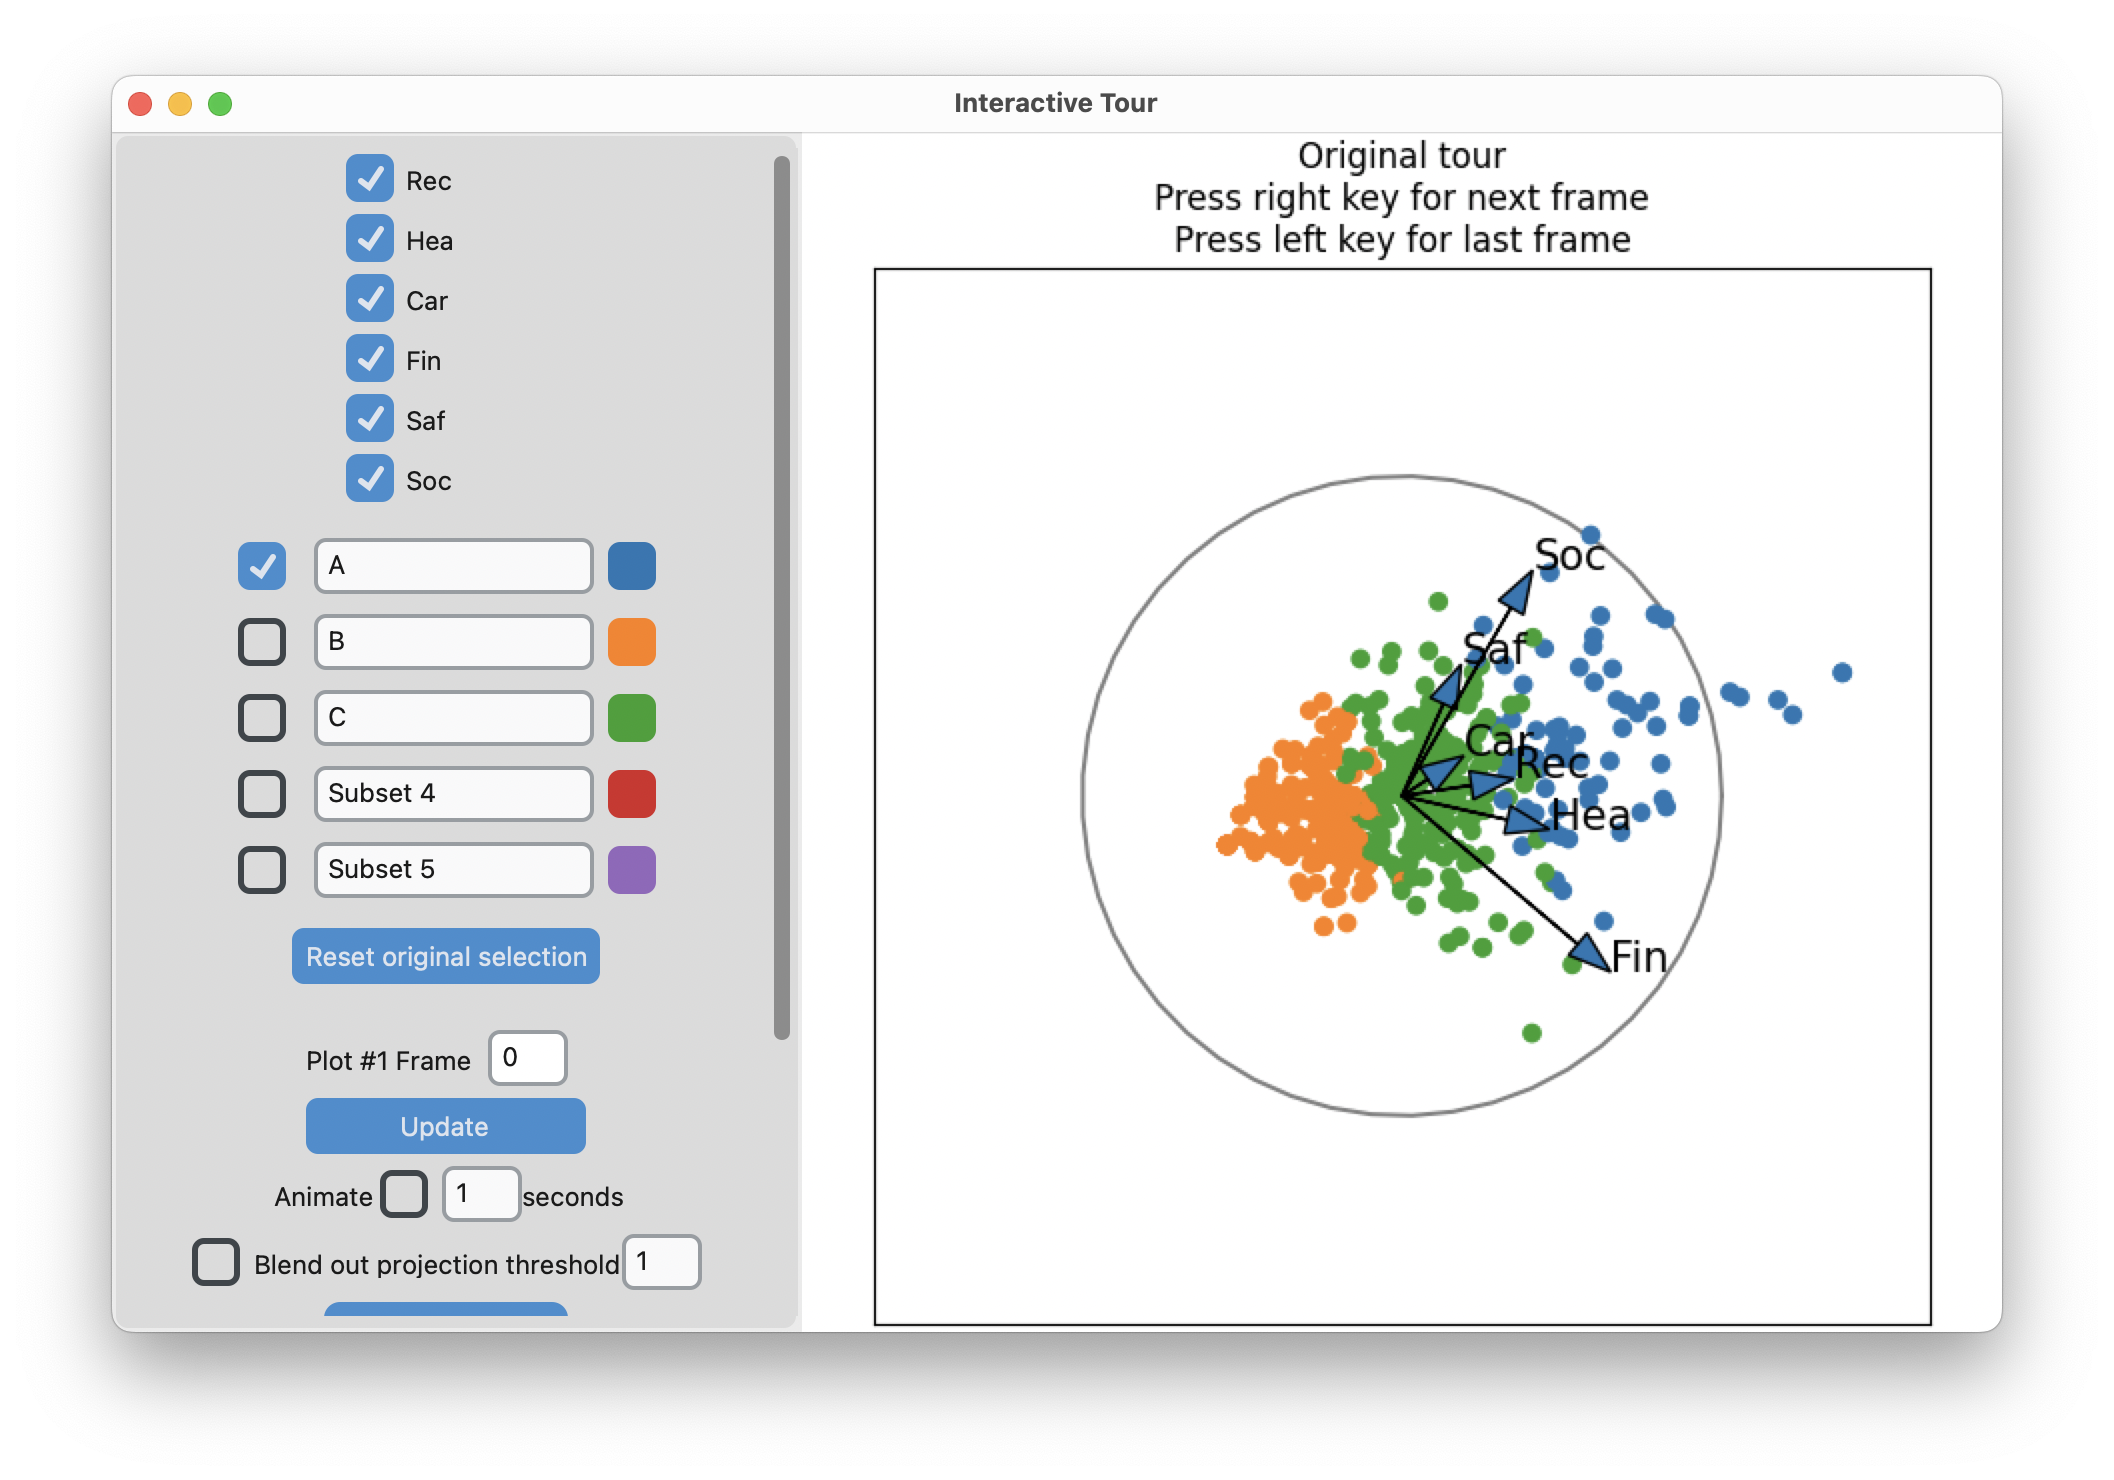 Interactive Tour
Rec
Hea
Car
Fin
Saf
Soc
A
B
C
Subset 4
Subset 5
Reset original selection
Plot #1 Frame 0
Update
Animate 1 seconds
Blend out projection threshold 1
Original tour
Press right key for next frame
Press left key for last frame
Soc
Saf
Car
Rec
Hea
Fin